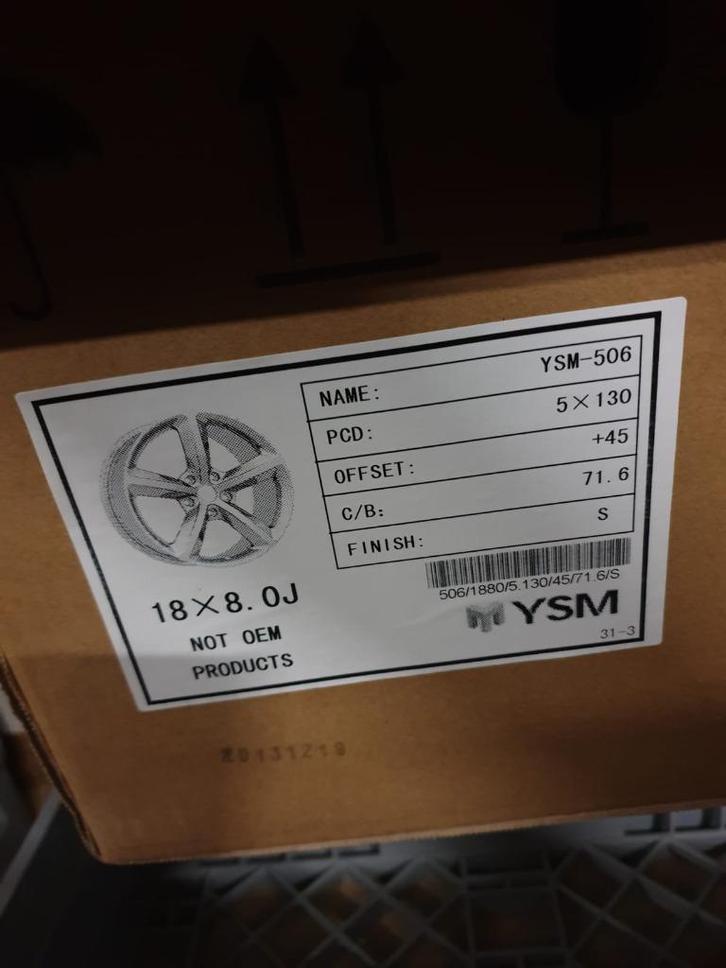 NAME: YSM-506
PCD: 5×130
OFFSET: +45
C/B: 71.6
FINISH: S
506/1880/5.130/45/71.6/S
YSM
31-3
18×8.0J
NOT OEM
PRODUCTS
20131219